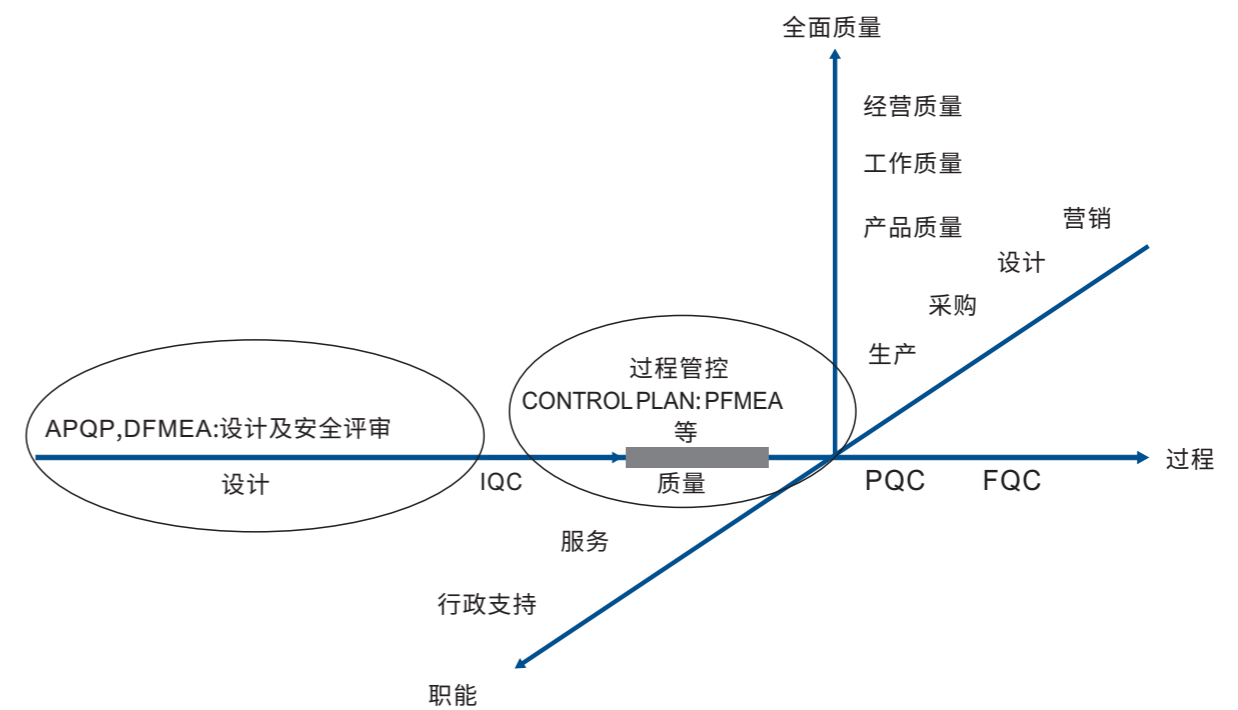 全面质量
经营质量
工作质量
产品质量
营销
设计
采购
生产
过程管控
CONTROL PLAN: PFMEA
等
APQP,DFMEA:设计及安全评审
过程
设计
IQC
质量
PQC
FQC
服务
行政支持
职能